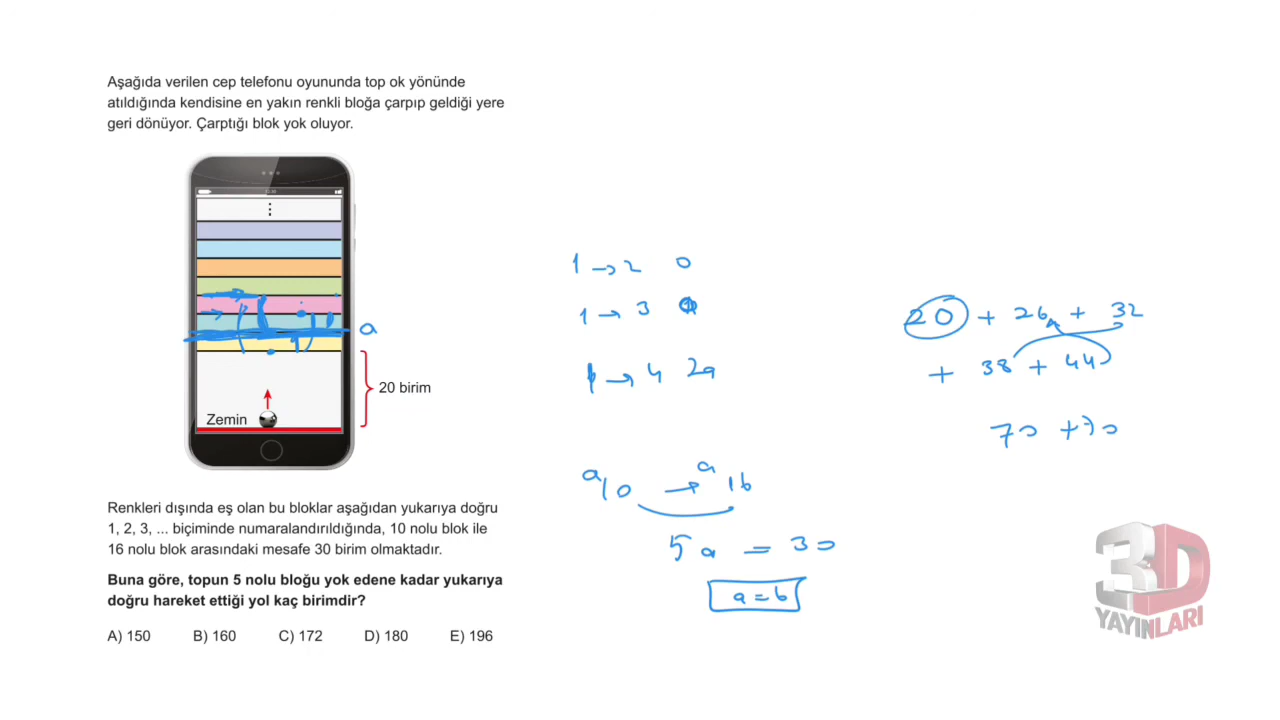 Aşağıda verilen cep telefonu oyununda top ok yönünde
atıldığında kendisine en yakın renkli bloğa çarpıp geldiği yere
geri dönüyor. Çarptığı blok yok oluyor.
⋮
a
20 birim
Zemin
Renkleri dışında eş olan bu bloklar aşağıdan yukarıya doğru
1, 2, 3, ... biçiminde numaralandırıldığında, 10 nolu blok ile
16 nolu blok arasındaki mesafe 30 birim olmaktadır.
Buna göre, topun 5 nolu bloğu yok edene kadar yukarıya
doğru hareket ettiği yol kaç birimdir?
A) 150 B) 160 C) 172 D) 180 E) 196
1 → 2 0
1 → 3
1 → 4 2a
a10 → a16
5a = 30
a = 6
20 + 26 + 32
+ 38 + 44
70 + 70
3D
YAYINLARI